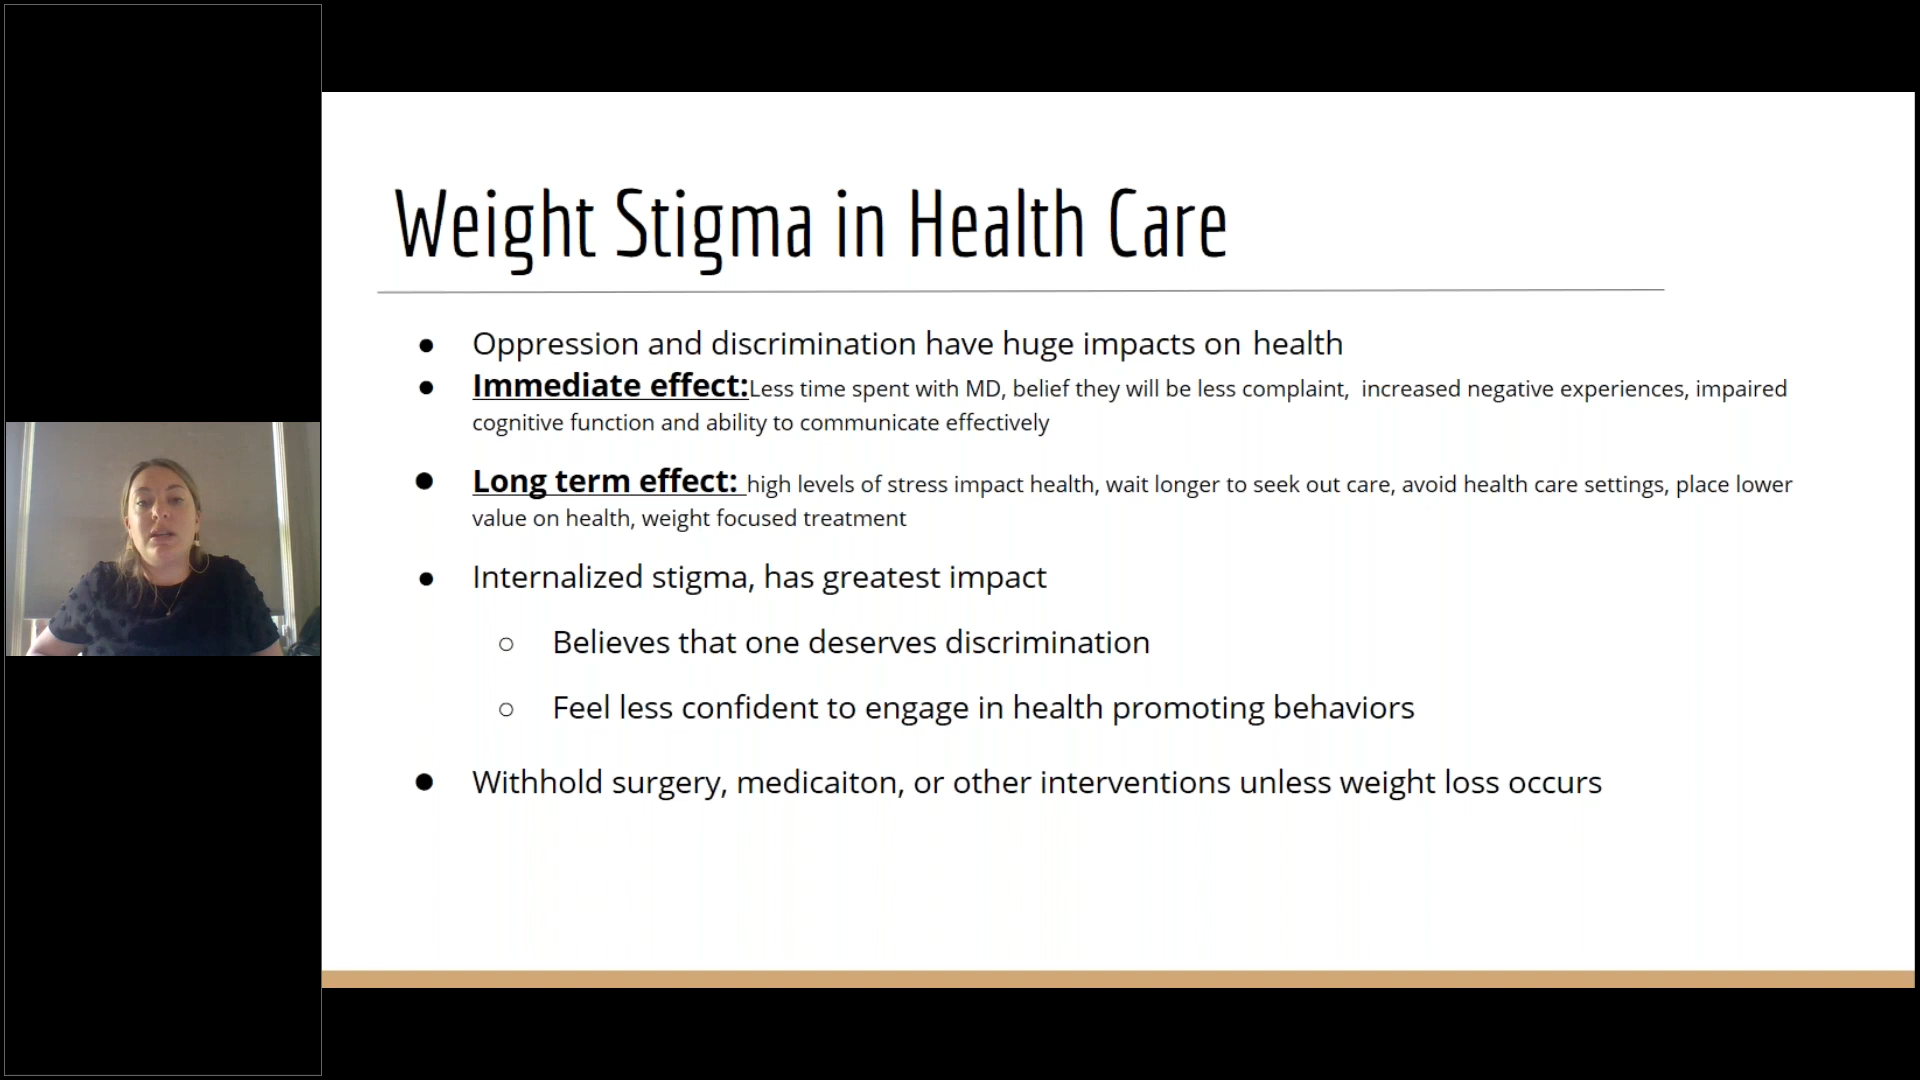 Weight Stigma in Health Care
● Oppression and discrimination have huge impacts on health
● Immediate effect:Less time spent with MD, belief they will be less complaint, increased negative experiences, impaired
cognitive function and ability to communicate effectively
● Long term effect: high levels of stress impact health, wait longer to seek out care, avoid health care settings, place lower
value on health, weight focused treatment
● Internalized stigma, has greatest impact
○ Believes that one deserves discrimination
○ Feel less confident to engage in health promoting behaviors
● Withhold surgery, medicaiton, or other interventions unless weight loss occurs